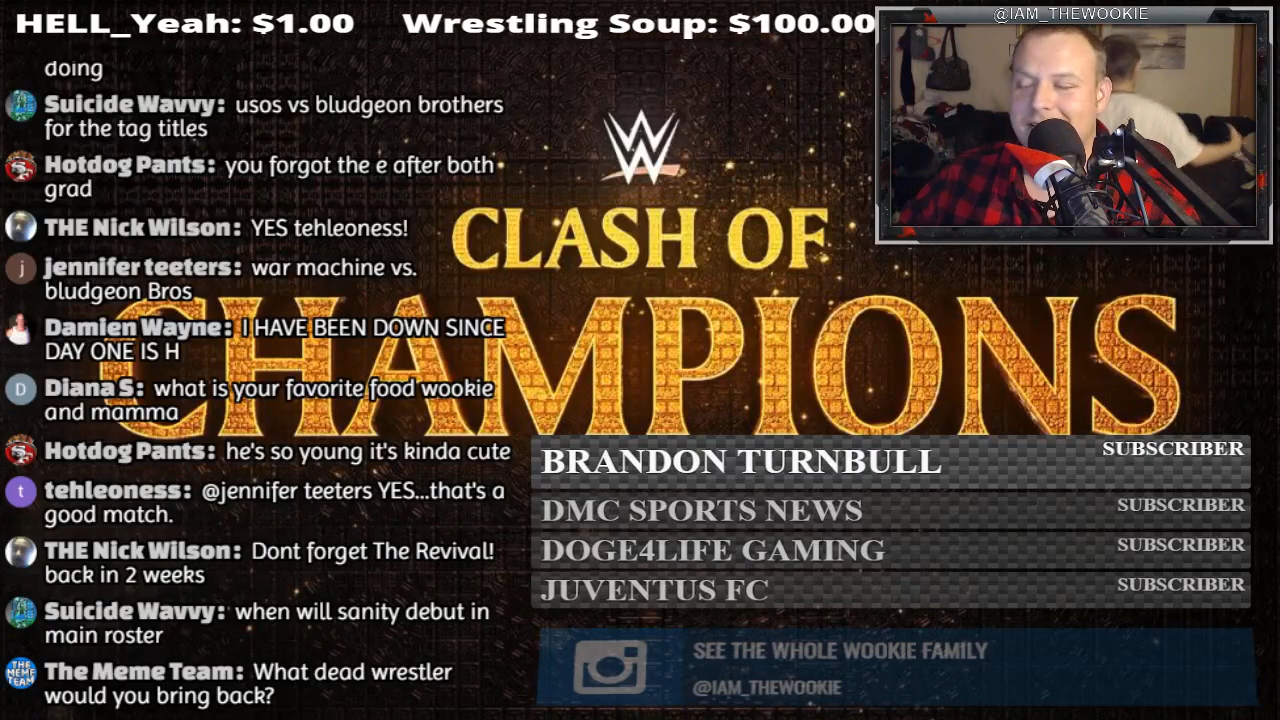 HELL_Yeah: $1.00 Wrestling Soup: $100.00
@IAM_THEWOOKIE
doing
Suicide Wavvy: usos vs bludgeon brothers
for the tag titles
Hotdog Pants: you forgot the e after both
grad
THE Nick Wilson: YES tehleoness!
j
jennifer teeters: war machine vs.
bludgeon Bros
Damien Wayne: I HAVE BEEN DOWN SINCE
DAY ONE IS H
D
Diana S: what is your favorite food wookie
and mamma
Hotdog Pants: he's so young it's kinda cute
t
tehleoness: @jennifer teeters YES...that's a
good match.
THE Nick Wilson: Dont forget The Revival!
back in 2 weeks
Suicide Wavvy: when will sanity debut in
main roster
THE
MEME
TEAM
The Meme Team: What dead wrestler
would you bring back?
W
CLASH OF
CHAMPIONS
BRANDON TURNBULL SUBSCRIBER
DMC SPORTS NEWS SUBSCRIBER
DOGE4LIFE GAMING SUBSCRIBER
JUVENTUS FC SUBSCRIBER
SEE THE WHOLE WOOKIE FAMILY
@IAM_THEWOOKIE